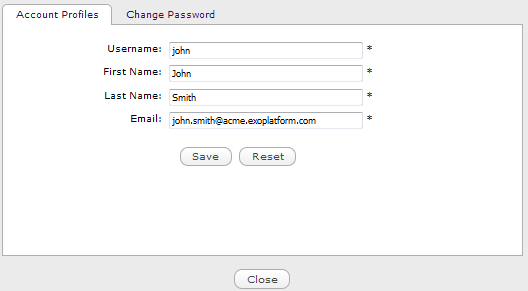 Account Profiles Change Password
Username: john *
First Name: John *
Last Name: Smith *
Email: john.smith@acme.exoplatform.com *
Save Reset
Close